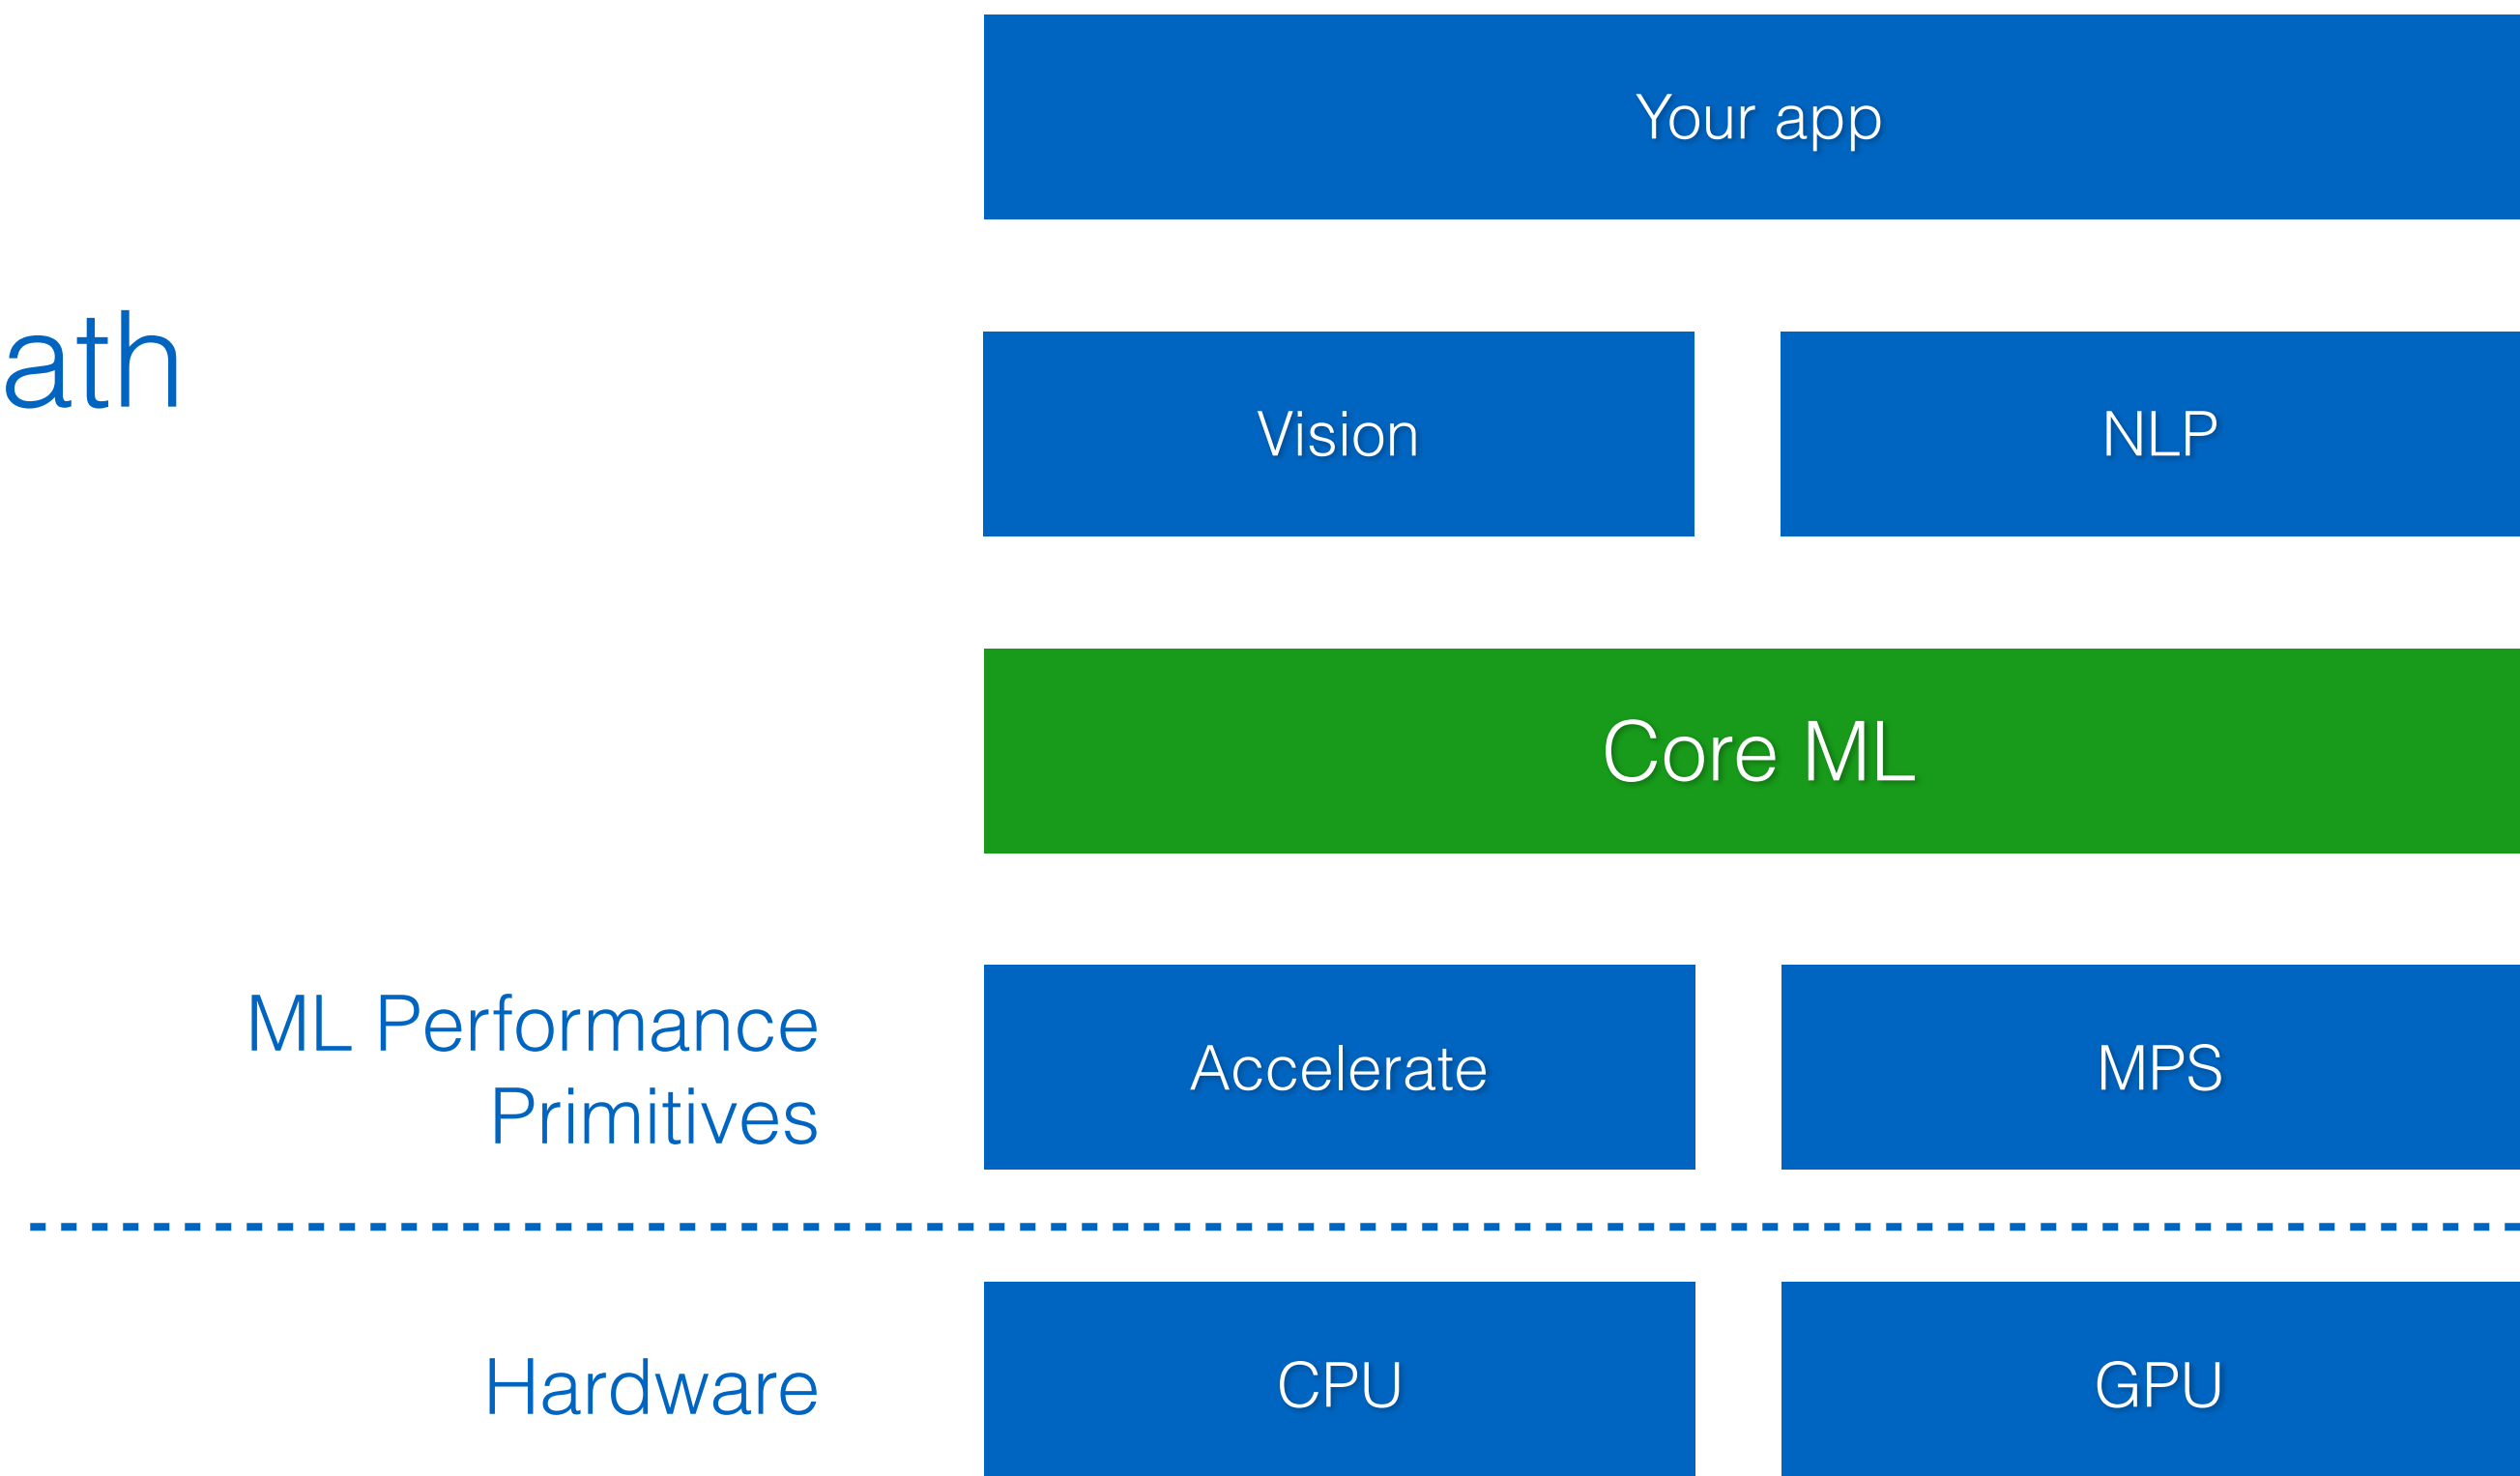 Your app
ath
Vision
NLP
Core ML
ML Performance
Primitives
Accelerate
MPS
Hardware
CPU
GPU